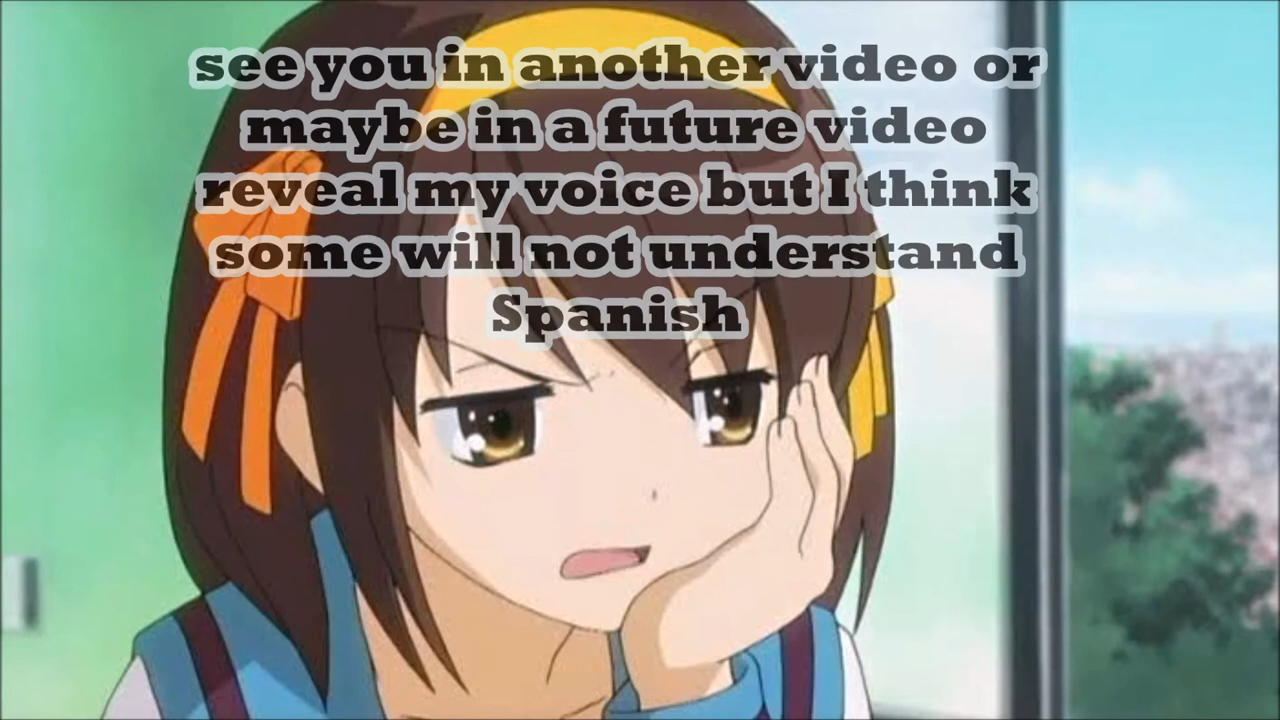 see you in another video or
maybe in a future video
reveal my voice but I think
some will not understand
Spanish